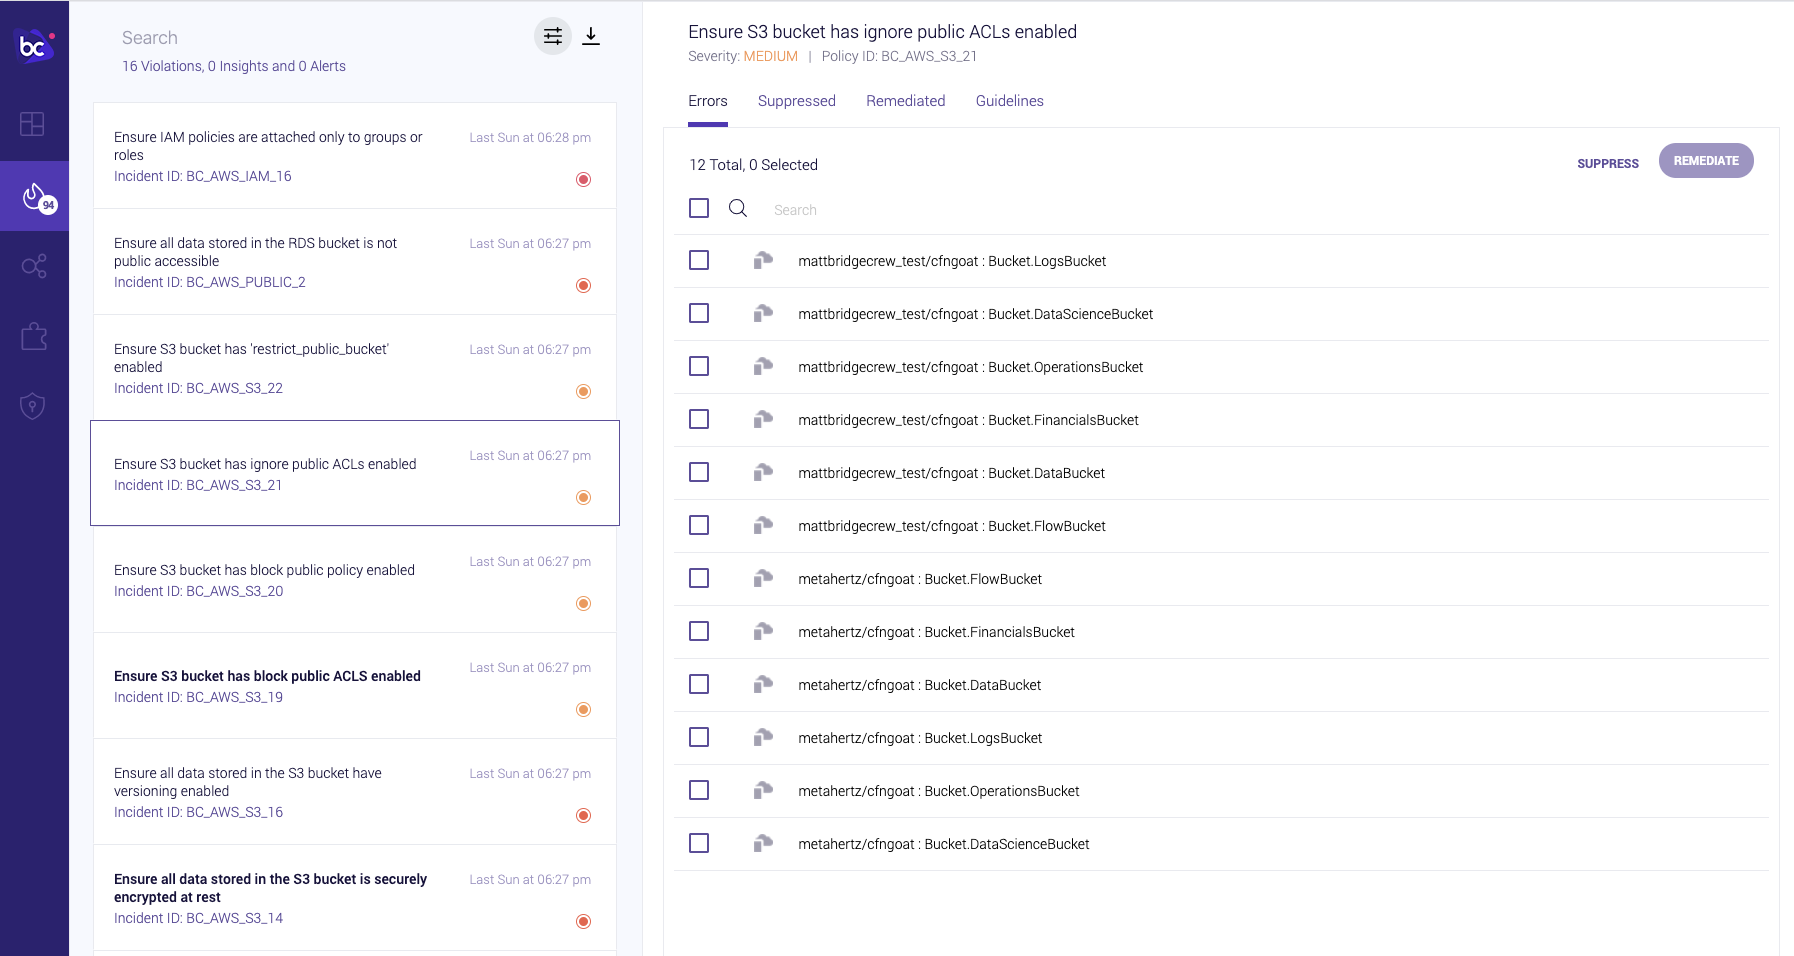 bc
94
Search
16 Violations, 0 Insights and 0 Alerts
Ensure IAM policies are attached only to groups or
roles
Last Sun at 06:28 pm
Incident ID: BC_AWS_IAM_16
Ensure all data stored in the RDS bucket is not
public accessible
Last Sun at 06:27 pm
Incident ID: BC_AWS_PUBLIC_2
Ensure S3 bucket has 'restrict_public_bucket'
enabled
Last Sun at 06:27 pm
Incident ID: BC_AWS_S3_22
Ensure S3 bucket has ignore public ACLs enabled
Last Sun at 06:27 pm
Incident ID: BC_AWS_S3_21
Ensure S3 bucket has block public policy enabled
Last Sun at 06:27 pm
Incident ID: BC_AWS_S3_20
Ensure S3 bucket has block public ACLS enabled
Last Sun at 06:27 pm
Incident ID: BC_AWS_S3_19
Ensure all data stored in the S3 bucket have
versioning enabled
Last Sun at 06:27 pm
Incident ID: BC_AWS_S3_16
Ensure all data stored in the S3 bucket is securely
encrypted at rest
Last Sun at 06:27 pm
Incident ID: BC_AWS_S3_14
Ensure S3 bucket has ignore public ACLs enabled
Severity: MEDIUM | Policy ID: BC_AWS_S3_21
Errors Suppressed Remediated Guidelines
12 Total, 0 Selected
SUPPRESS REMEDIATE
Search
mattbridgecrew_test/cfngoat : Bucket.LogsBucket
mattbridgecrew_test/cfngoat : Bucket.DataScienceBucket
mattbridgecrew_test/cfngoat : Bucket.OperationsBucket
mattbridgecrew_test/cfngoat : Bucket.FinancialsBucket
mattbridgecrew_test/cfngoat : Bucket.DataBucket
mattbridgecrew_test/cfngoat : Bucket.FlowBucket
metahertz/cfngoat : Bucket.FlowBucket
metahertz/cfngoat : Bucket.FinancialsBucket
metahertz/cfngoat : Bucket.DataBucket
metahertz/cfngoat : Bucket.LogsBucket
metahertz/cfngoat : Bucket.OperationsBucket
metahertz/cfngoat : Bucket.DataScienceBucket